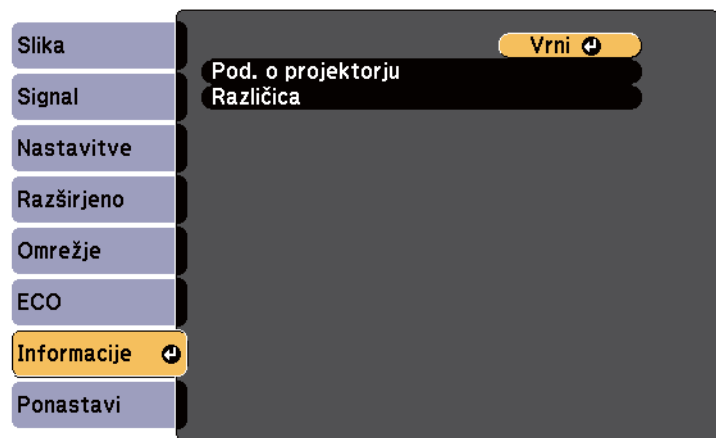 Slika
Signal
Nastavitve
Razširjeno
Omrežje
ECO
Informacije
Ponastavi
Vrni
Pod. o projektorju
Različica